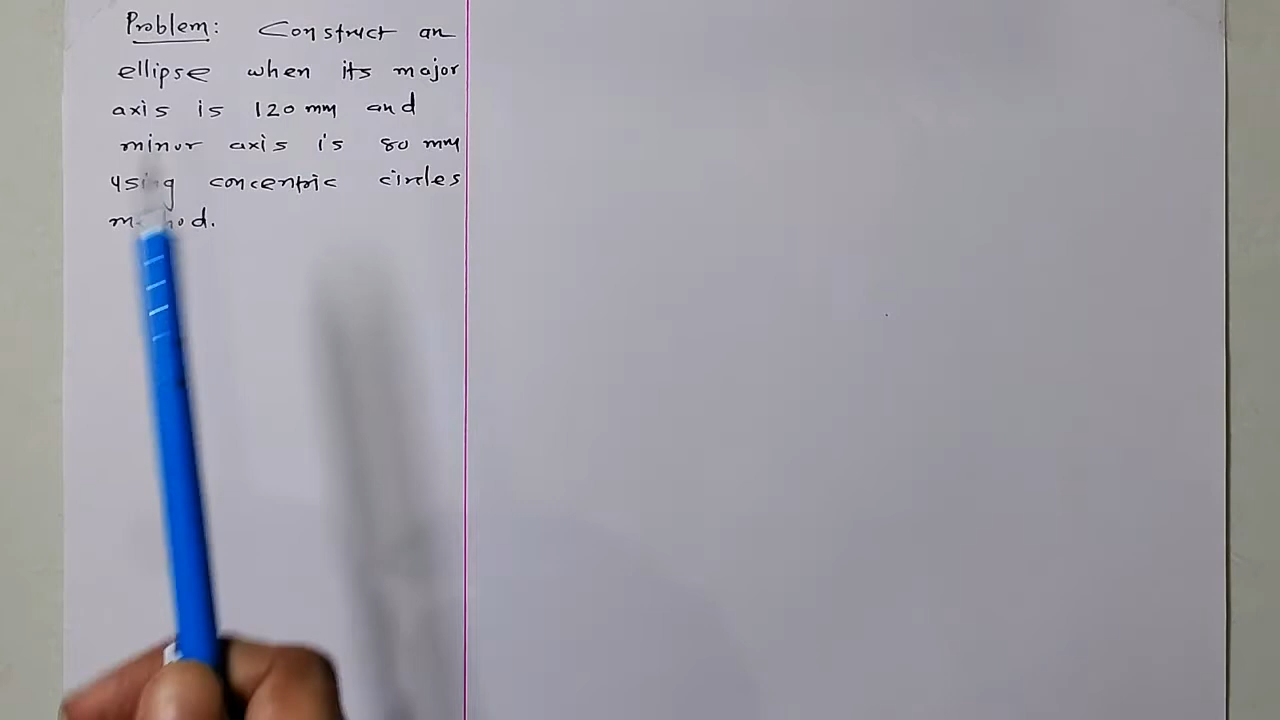 Problem: Construct an
ellipse when its major
axis is 120 mm and
minor axis is 80 mm
using concentric circles
method.